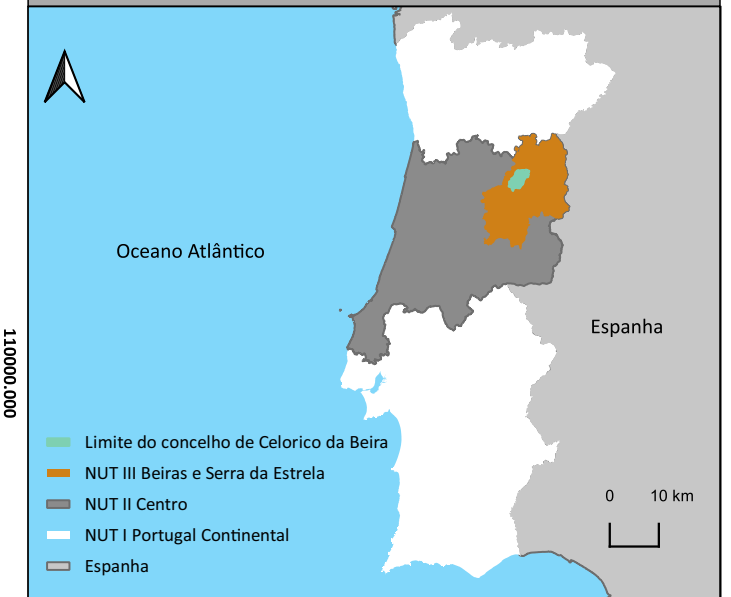 Oceano Atlântico
Espanha
110000.000
Limite do concelho de Celorico da Beira
NUT III Beiras e Serra da Estrela
NUT II Centro
NUT I Portugal Continental
Espanha
0 10 km